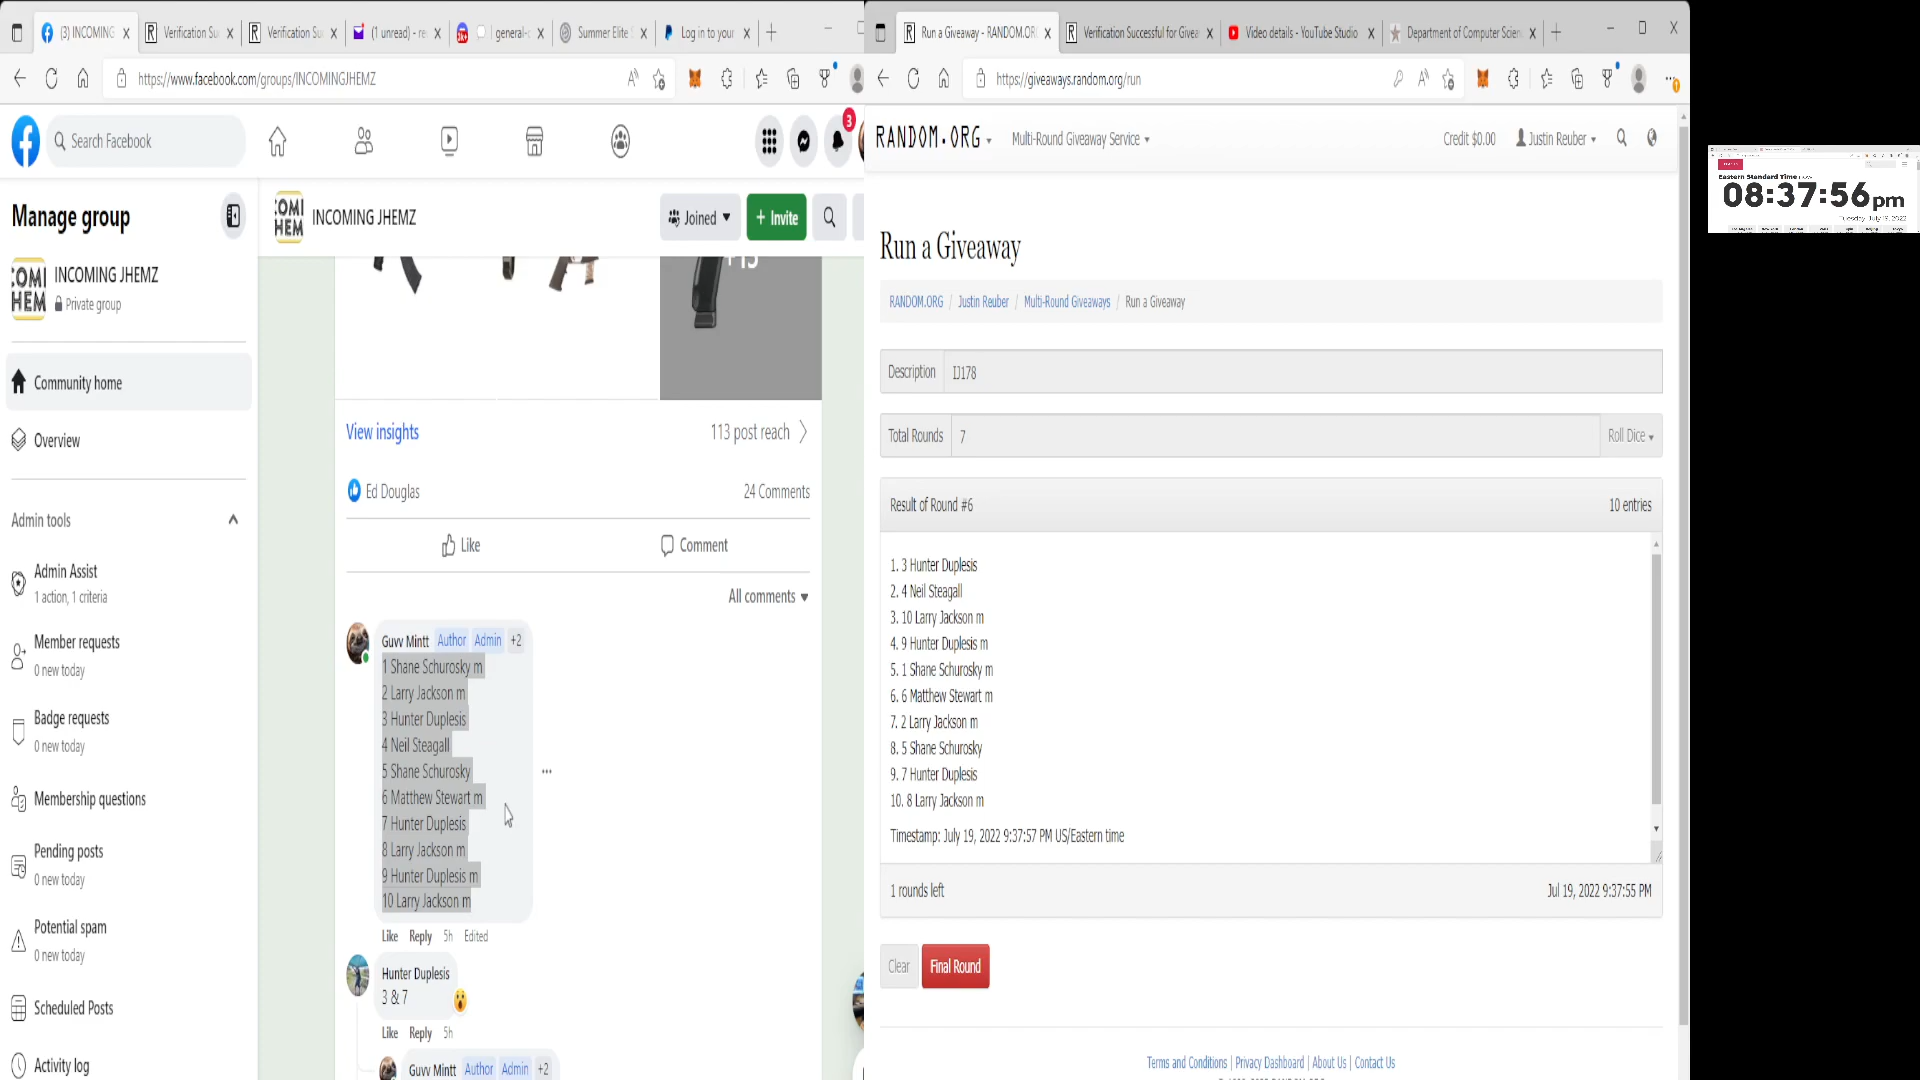 (3) INCOMING
Verification Su
Verification Su
(1 unread) - re
general-c
Summer Elite S
Log in to your
https://www.facebook.com/groups/INCOMINGJHEMZ
Search Facebook
3
Manage group
INCOMING JHEMZ
Private group
Community home
Overview
Admin tools
Admin Assist
1 action, 1 criteria
Member requests
0 new today
Badge requests
0 new today
Membership questions
Pending posts
0 new today
Potential spam
0 new today
Scheduled Posts
Activity log
INCOMING JHEMZ
Joined
+ Invite
+15
View insights
113 post reach
Ed Douglas
24 Comments
Like
Comment
All comments
Guvv Mintt Author Admin +2
1 Shane Schurosky m
2 Larry Jackson m
3 Hunter Duplesis
4 Neil Steagall
5 Shane Schurosky
6 Matthew Stewart m
7 Hunter Duplesis
8 Larry Jackson m
9 Hunter Duplesis m
10 Larry Jackson m
Like Reply 5h Edited
Hunter Duplesis
3 & 7
Like Reply 5h
Guvv Mintt Author Admin +2
Run a Giveaway - RANDOM.OR
Verification Successful for Givea
Video details - YouTube Studio
Department of Computer Scien
https://giveaways.random.org/run
RANDOM.ORG
Multi-Round Giveaway Service
Credit $0.00
Justin Reuber
Run a Giveaway
RANDOM.ORG / Justin Reuber / Multi-Round Giveaways / Run a Giveaway
Description IJ178
Total Rounds 7 Roll Dice
Result of Round #6 10 entries
1. 3 Hunter Duplesis
2. 4 Neil Steagall
3. 10 Larry Jackson m
4. 9 Hunter Duplesis m
5. 1 Shane Schurosky m
6. 6 Matthew Stewart m
7. 2 Larry Jackson m
8. 5 Shane Schurosky
9. 7 Hunter Duplesis
10. 8 Larry Jackson m
Timestamp: July 19, 2022 9:37:57 PM US/Eastern time
1 rounds left Jul 19, 2022 9:37:55 PM
Clear
Final Round
Terms and Conditions | Privacy Dashboard | About Us | Contact Us
Eastern Standard Time
08:37:56pm
Tuesday, July 19, 2022